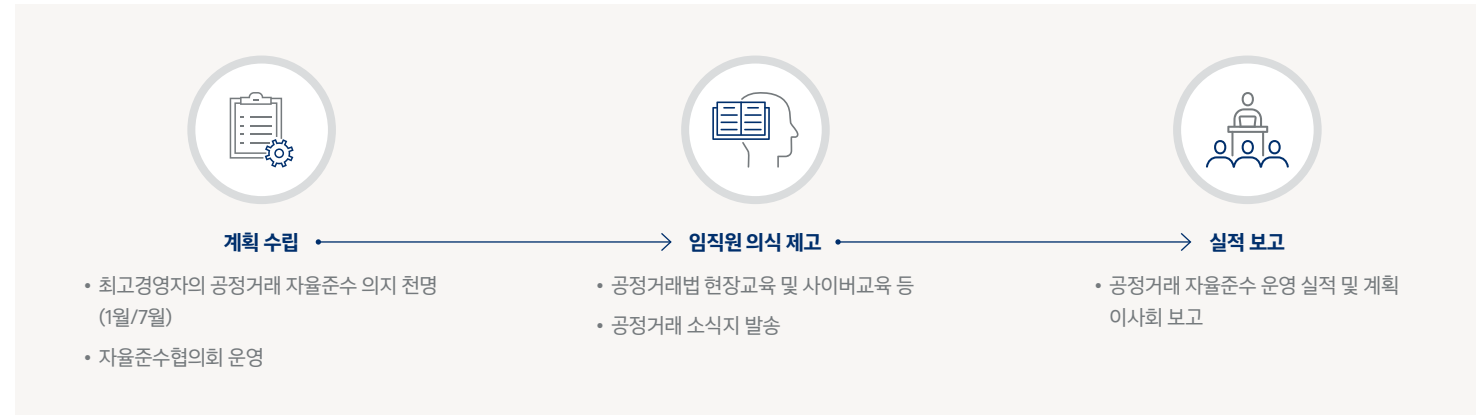 계획 수립
• 최고경영자의 공정거래 자율준수 의지 천명
(1월/7월)
• 자율준수협의회 운영
임직원 의식 제고
• 공정거래법 현장교육 및 사이버교육 등
• 공정거래 소식지 발송
실적 보고
• 공정거래 자율준수 운영 실적 및 계획
이사회 보고